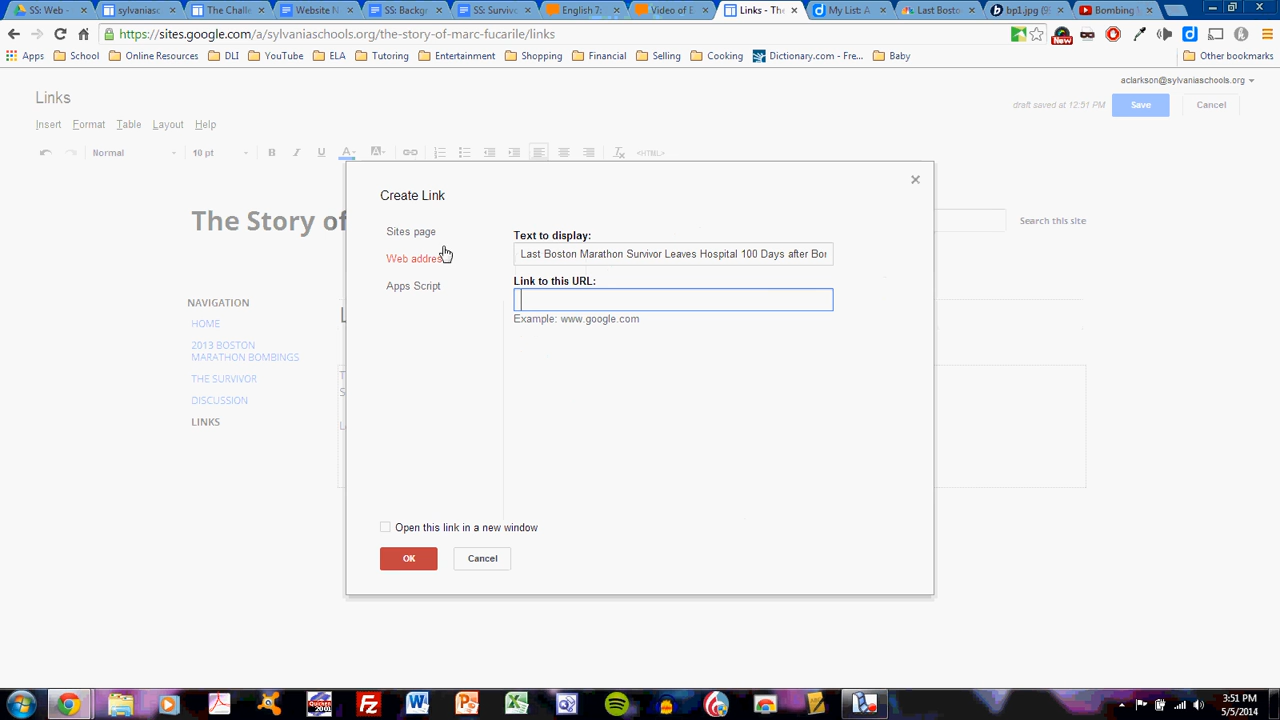 SS: Web -
sylvaniasc
The Challe
Website N
SS: Backg
SS: Survivo
English 7:
Video of E
Links - The
My List: A
Last Bosto
bp1.jpg (9
Bombing
https://sites.google.com/a/sylvaniaschools.org/the-story-of-marc-fucarile/links
New
Apps School Online Resources DLI YouTube ELA Tutoring Entertainment Shopping Financial Selling Cooking Dictionary.com - Fre... Baby Other bookmarks
aclarkson@sylvaniaschools.org
Links
draft saved at 12:51 PM Save Cancel
Insert Format Table Layout Help
Normal 10 pt B I U A A <HTML>
Create Link
The Story of
Search this site
Sites page
Web address
Apps Script
Text to display:
Last Boston Marathon Survivor Leaves Hospital 100 Days after Bo
Link to this URL:
Example: www.google.com
NAVIGATION
HOME
2013 BOSTON
MARATHON BOMBINGS
THE SURVIVOR
DISCUSSION
LINKS
Open this link in a new window
OK Cancel
3:51 PM
5/5/2014